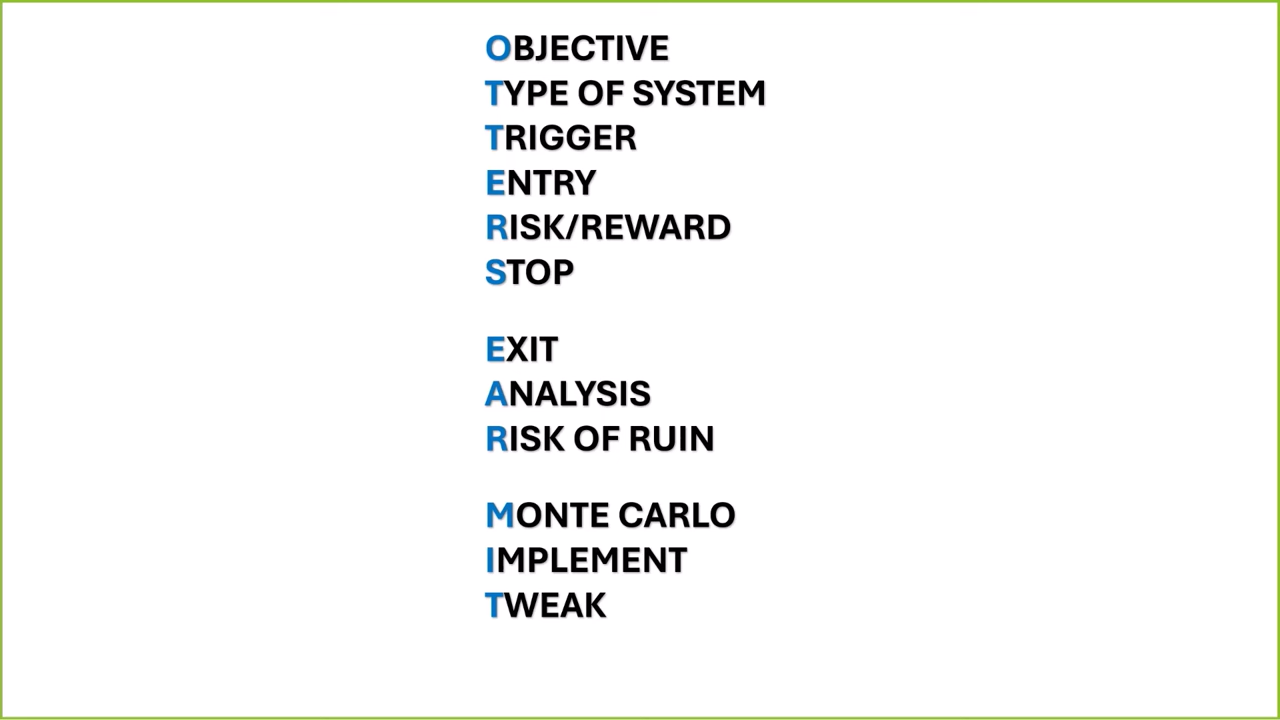 OBJECTIVE
TYPE OF SYSTEM
TRIGGER
ENTRY
RISK/REWARD
STOP
EXIT
ANALYSIS
RISK OF RUIN
MONTE CARLO
IMPLEMENT
TWEAK